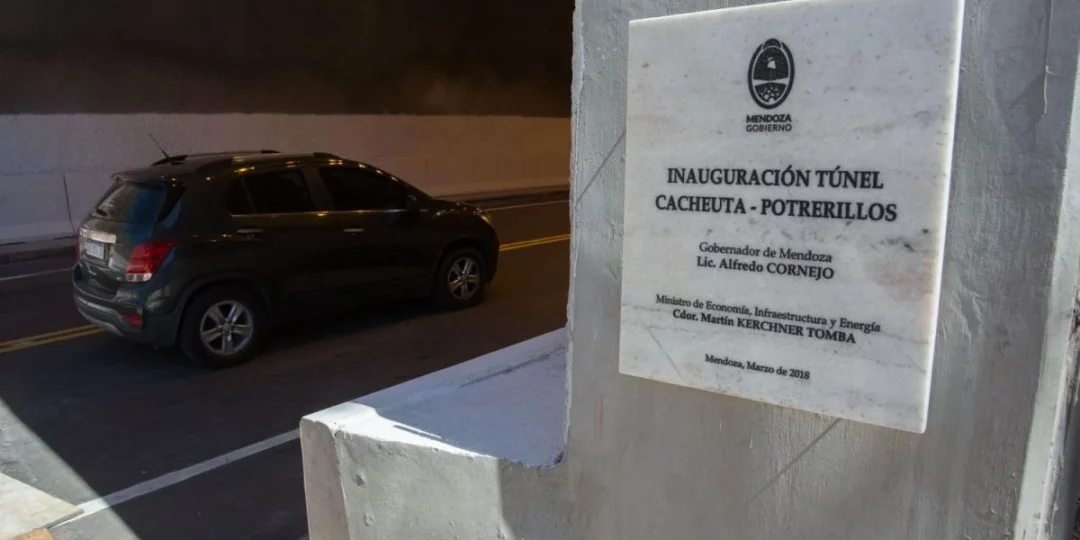 MENDOZA
GOBIERNO
INAUGURACIÓN TÚNEL
CACHEUTA - POTRERILLOS
Gobernador de Mendoza
Lic. Alfredo CORNEJO
Ministro de Economía, Infraestructura y Energía
Cdor. Martín KERCHNER TOMBA
Mendoza, Marzo de 2018